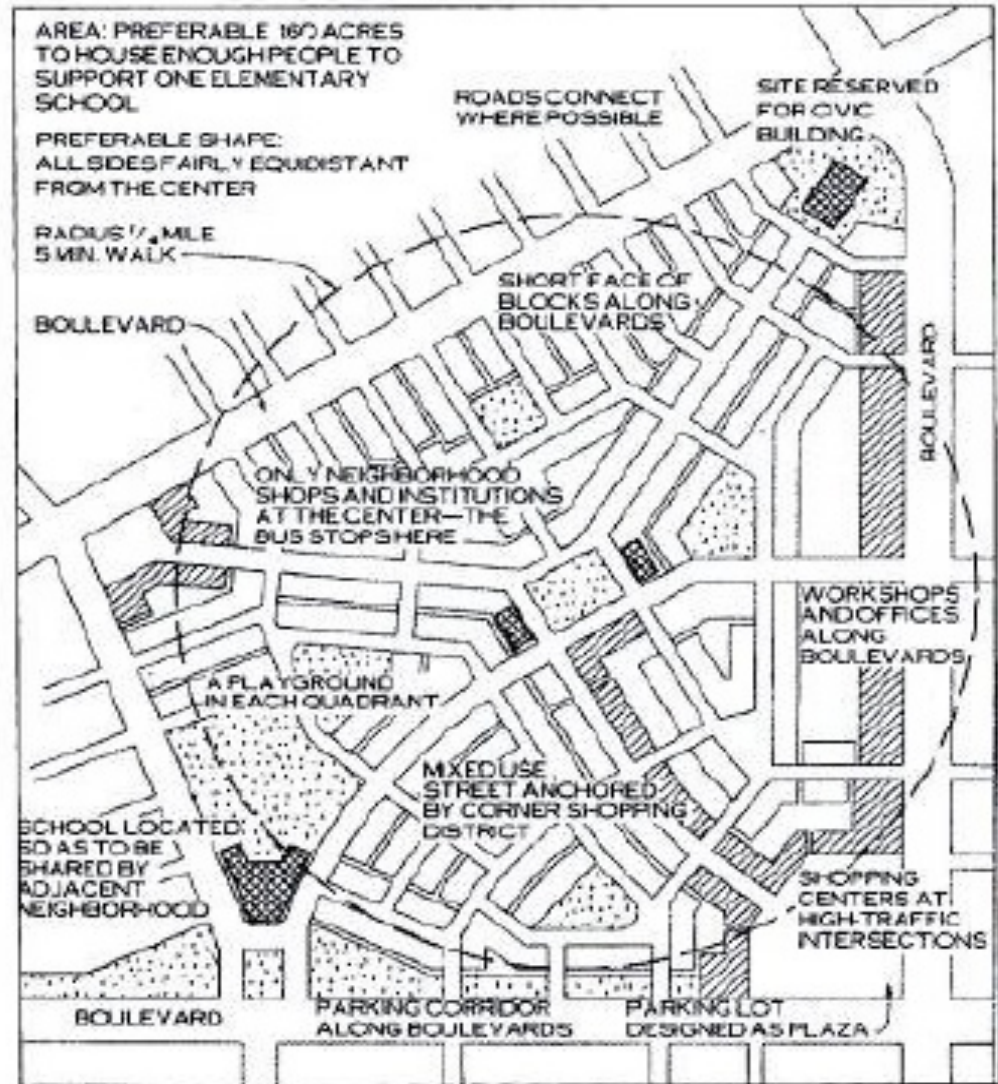 AREA: PREFERABLE 160 ACRES
TO HOUSE ENOUGH PEOPLE TO
SUPPORT ONE ELEMENTARY
SCHOOL
PREFERABLE SHAPE:
ALL SIDES FAIRLY EQUIDISTANT
FROM THE CENTER
RADIUS 1/4 MILE
5 MIN. WALK
BOULEVARD
ROADS CONNECT
WHERE POSSIBLE
SITE RESERVED
FOR CIVIC
BUILDING
SHORT FACE OF
BLOCKS ALONG
BOULEVARDS
BOULEVARD
ONLY NEIGHBORHOOD
SHOPS AND INSTITUTIONS
AT THE CENTER—THE
BUS STOPS HERE
WORKSHOPS
AND OFFICES
ALONG
BOULEVARDS
A PLAYGROUND
IN EACH QUADRANT
MIXED USE
STREET ANCHORED
BY CORNER SHOPPING
DISTRICT
SCHOOL LOCATED
SO AS TO BE
SHARED BY
ADJACENT
NEIGHBORHOOD
SHOPPING
CENTERS AT
HIGH-TRAFFIC
INTERSECTIONS
BOULEVARD
PARKING CORRIDOR
ALONG BOULEVARDS
PARKING LOT
DESIGNED AS PLAZA